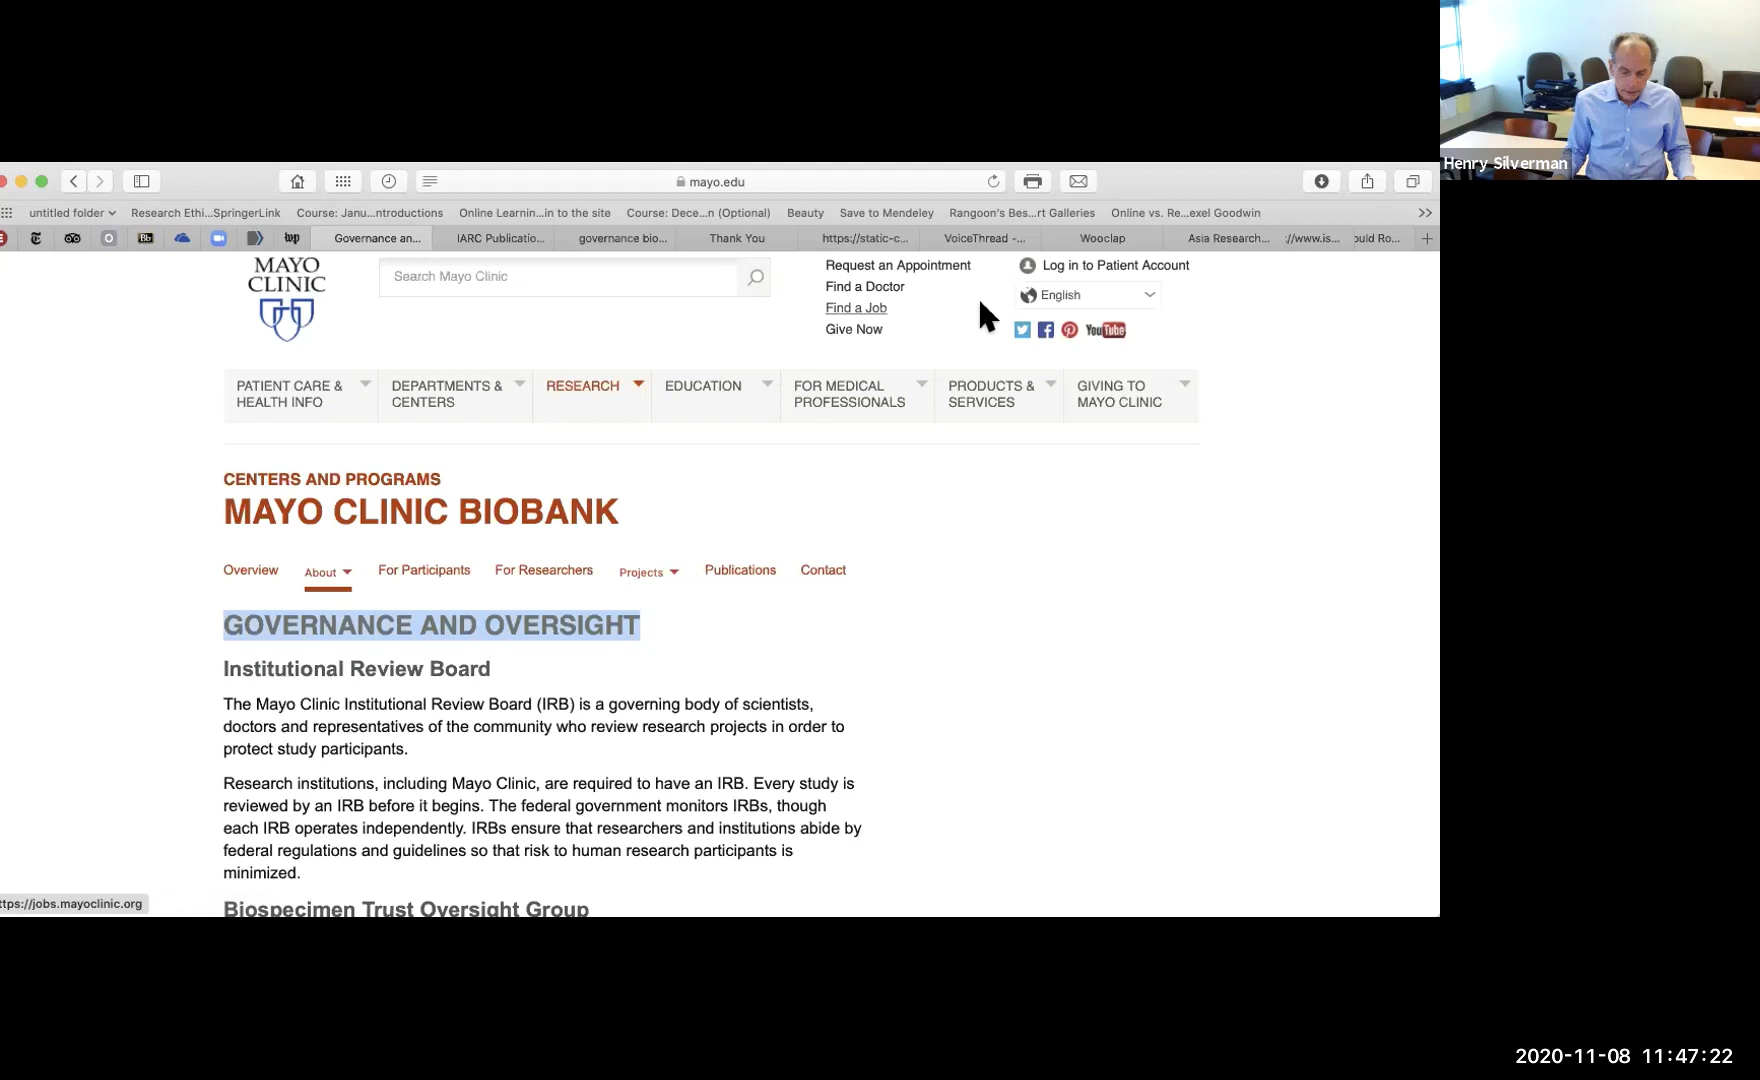 Henry Silverman
mayo.edu
untitled folder
Research Ethi...SpringerLink
Course: Janu...ntroductions
Online Learnin...in to the site
Course: Dece...n (Optional)
Beauty
Save to Mendeley
Rangoon's Bes...rt Galleries
Online vs. Re...exel Goodwin
Bb
wp
Governance an...
IARC Publicatio...
governance bio...
Thank You
https://static-c...
VoiceThread -...
Wooclap
Asia Research...
://www.is...
ould Ro...
MAYO
CLINIC
Search Mayo Clinic
Request an Appointment
Find a Doctor
Find a Job
Give Now
Log in to Patient Account
English
YouTube
PATIENT CARE &
HEALTH INFO
DEPARTMENTS &
CENTERS
RESEARCH
EDUCATION
FOR MEDICAL
PROFESSIONALS
PRODUCTS &
SERVICES
GIVING TO
MAYO CLINIC
CENTERS AND PROGRAMS
MAYO CLINIC BIOBANK
Overview
About
For Participants
For Researchers
Projects
Publications
Contact
GOVERNANCE AND OVERSIGHT
Institutional Review Board
The Mayo Clinic Institutional Review Board (IRB) is a governing body of scientists,
doctors and representatives of the community who review research projects in order to
protect study participants.
Research institutions, including Mayo Clinic, are required to have an IRB. Every study is
reviewed by an IRB before it begins. The federal government monitors IRBs, though
each IRB operates independently. IRBs ensure that researchers and institutions abide by
federal regulations and guidelines so that risk to human research participants is
minimized.
Biospecimen Trust Oversight Group
ttps://jobs.mayoclinic.org
2020-11-08 11:47:22